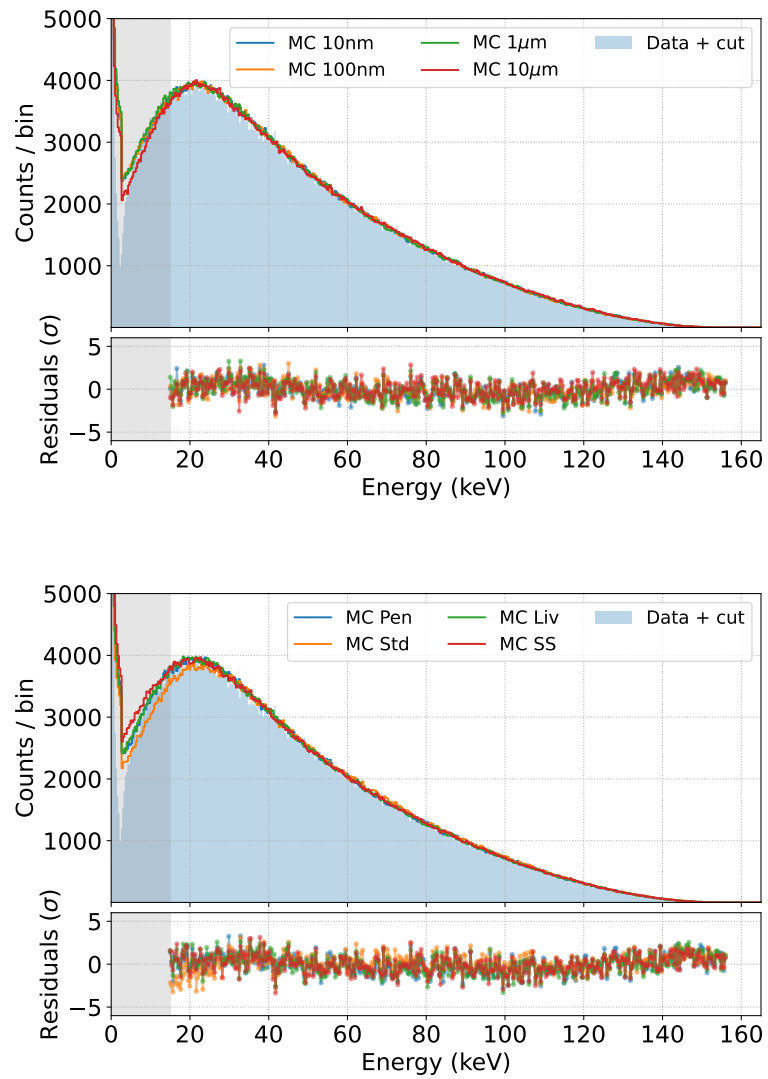 5000
4000
3000
2000
1000
Counts / bin
MC 10nm
MC 100nm
MC 1μm
MC 10μm
Data + cut
5
0
−5
Residuals (σ)
0 20 40 60 80 100 120 140 160
Energy (keV)
5000
4000
3000
2000
1000
Counts / bin
MC Pen
MC Std
MC Liv
MC SS
Data + cut
5
0
−5
Residuals (σ)
0 20 40 60 80 100 120 140 160
Energy (keV)